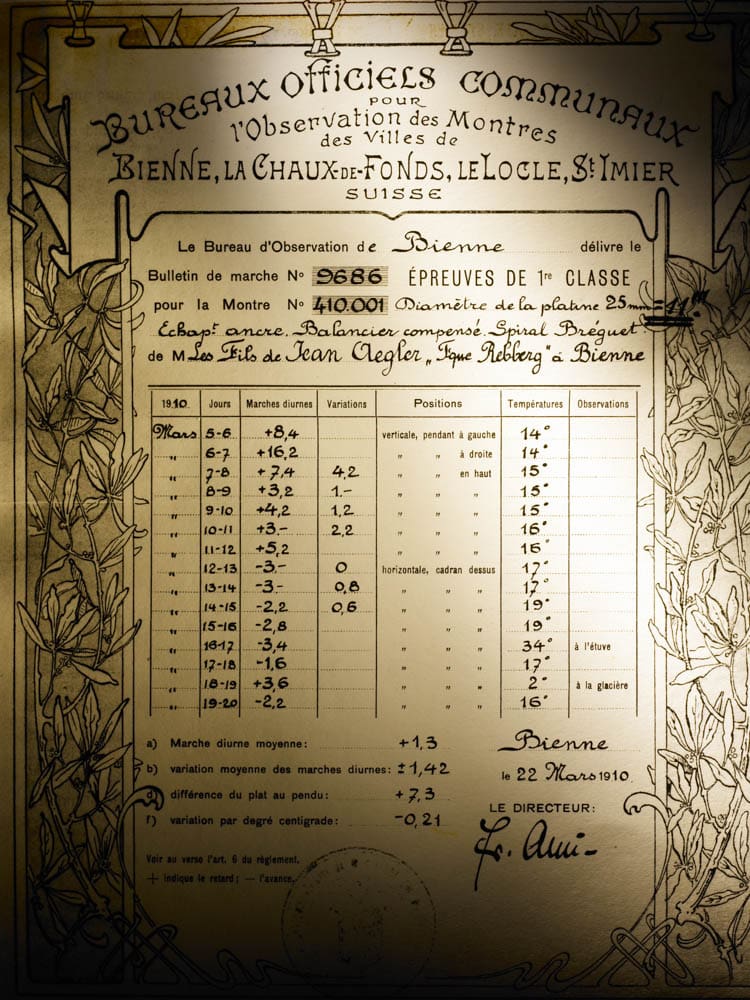 BUREAUX OFFICIELS COMMUNAUX
POUR
l'Observation des Montres
des Villes de
BIENNE, LA CHAUX-DE-FONDS, LE LOCLE, St IMIER
SUISSE
Le Bureau d'Observation de Bienne délivre le
Bulletin de marche No 9686 ÉPREUVES DE 1re CLASSE
pour la Montre No 410.001 Diamètre de la platine 25mm = 11'''
Echapt ancre. Balancier compensé. Spiral Bréguet
de M Les Fils de Jean Aegler „Fque Rebberg" à Bienne
1910. Jours Marches diurnes Variations Positions Températures Observations
Mars 5-6 +8,4 verticale, pendant à gauche 14°
„ 6-7 +16,2 „ „ à droite 14°
„ 7-8 +7,4 4,2 „ „ en haut 15°
„ 8-9 +3,2 1.- „ „ „ 15°
„ 9-10 +4,2 1,2 „ „ „ 15°
„ 10-11 +3.- 2,2 „ „ „ 16°
„ 11-12 +5,2 „ „ „ 16°
„ 12-13 -3.- 0 horizontale, cadran dessus 17°
„ 13-14 -3.- 0,8 „ „ „ 17°
„ 14-15 -2,2 0,6 „ „ „ 19°
„ 15-16 -2,8 „ „ „ 19°
„ 16-17 -3,4 „ „ „ 34° à l'étuve
„ 17-18 -1,6 „ „ „ 17°
„ 18-19 +3,6 „ „ „ 2° à la glacière
„ 19-20 -2,2 „ „ „ 16°
a) Marche diurne moyenne: +1,3
b) variation moyenne des marches diurnes: ±1,42
d) différence du plat au pendu: +7,3
f) variation par degré centigrade: -0,21
Voir au verso l'art. 6 du règlement.
+ indique le retard; — l'avance.
Bienne
le 22 Mars 1910.
LE DIRECTEUR: